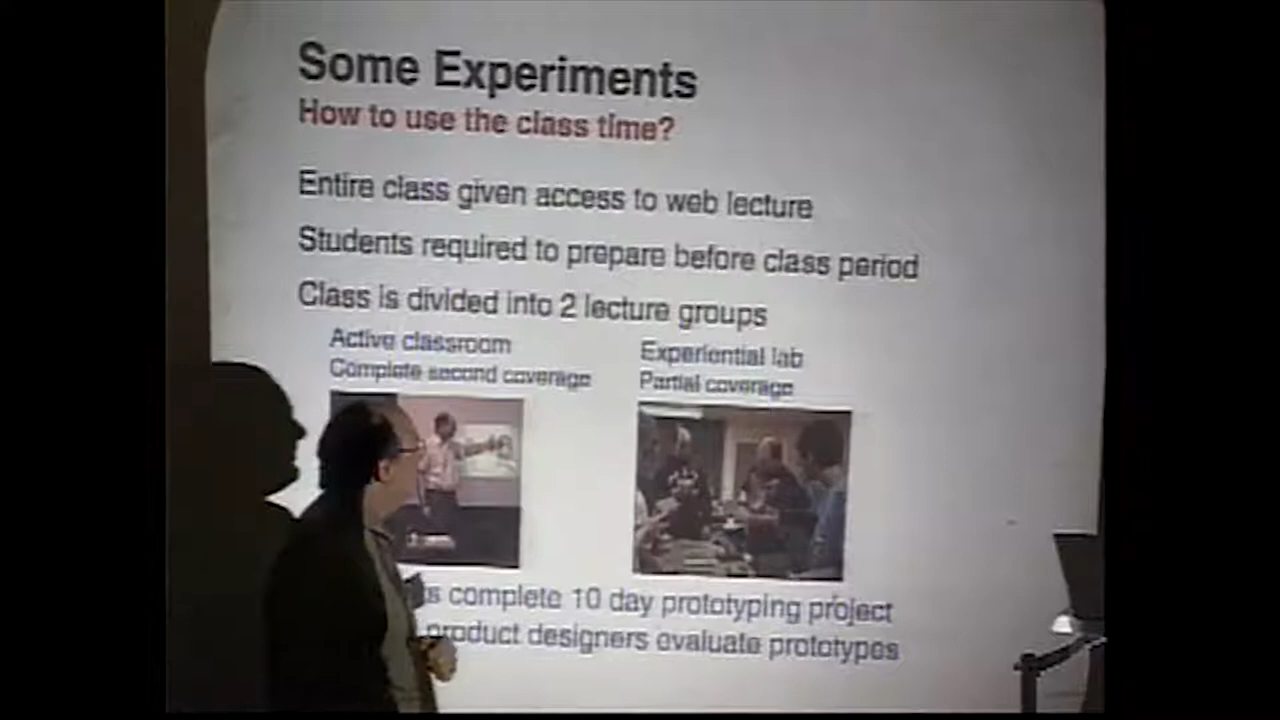 Some Experiments
How to use the class time?
Entire class given access to web lecture
Students required to prepare before class period
Class is divided into 2 lecture groups
Active classroom
Complete second coverage
Experiential lab
Partial coverage
complete 10 day prototyping project
product designers evaluate prototypes